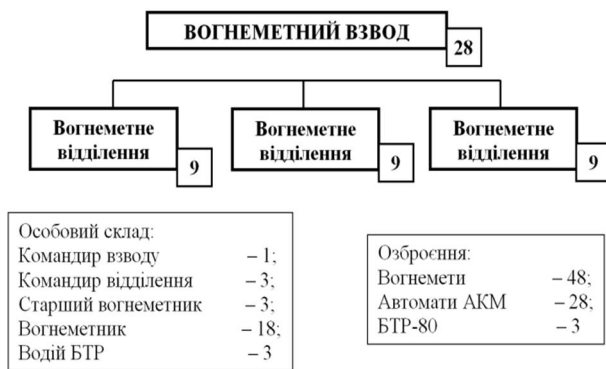 ВОГНЕМЕТНИЙ ВЗВОД
28
Вогнеметне
відділення
9
Вогнеметне
відділення
9
Вогнеметне
відділення
9
Особовий склад:
Командир взводу – 1;
Командир відділення – 3;
Старший вогнеметник – 3;
Вогнеметник – 18;
Водій БТР – 3
Озброєння:
Вогнемети – 48;
Автомати АКМ – 28;
БТР-80 – 3